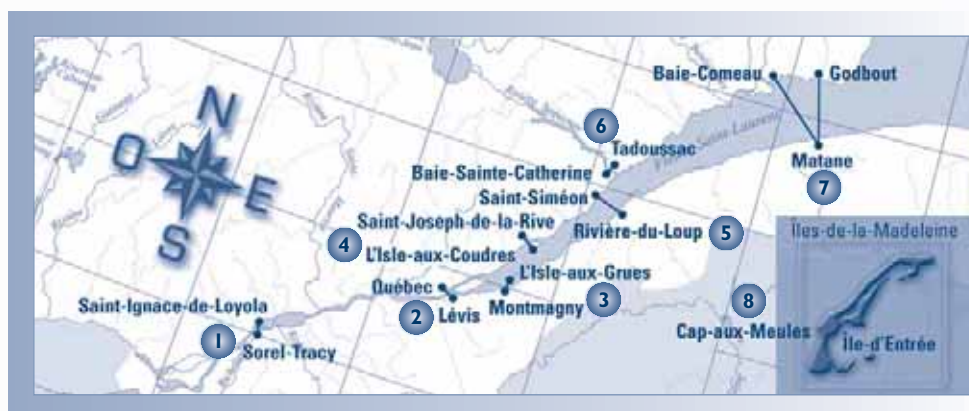 Baie-Comeau
Godbout
N
O
E
S
6
Tadoussac
Saint-Laurent
Baie-Sainte-Catherine
Matane
7
Saint-Siméon
Saint-Joseph-de-la-Rive
Rivière-du-Loup
5
4
L'Isle-aux-Coudres
Îles-de-la-Madeleine
L'Isle-aux-Grues
Québec
Montmagny
3
8
Saint-Ignace-de-Loyola
2
Lévis
Cap-aux-Meules
Île-d'Entrée
1
Sorel-Tracy